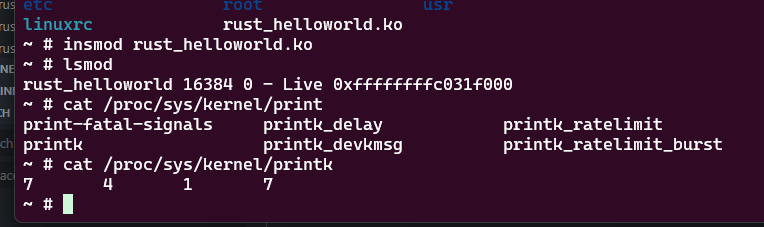 etc root usr
linuxrc rust_helloworld.ko
~ # insmod rust_helloworld.ko
~ # lsmod
rust_helloworld 16384 0 - Live 0xffffffffc031f000
~ # cat /proc/sys/kernel/print
print-fatal-signals printk_delay printk_ratelimit
printk printk_devkmsg printk_ratelimit_burst
~ # cat /proc/sys/kernel/printk
7 4 1 7
~ #